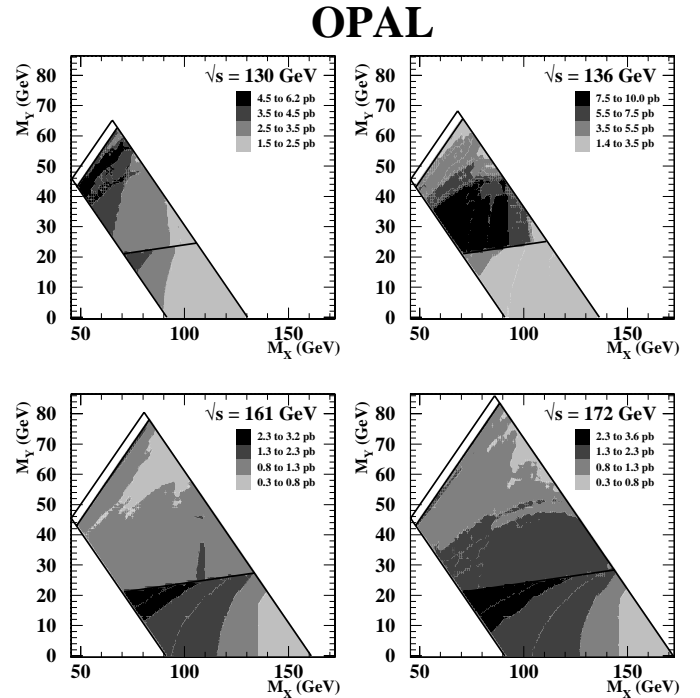 OPAL
M_Y (GeV)
√s = 130 GeV
4.5 to 6.2 pb
3.5 to 4.5 pb
2.5 to 3.5 pb
1.5 to 2.5 pb
80
70
60
50
40
30
20
10
0
50 100 150
M_X (GeV)
M_Y (GeV)
√s = 136 GeV
7.5 to 10.0 pb
5.5 to 7.5 pb
3.5 to 5.5 pb
1.4 to 3.5 pb
80
70
60
50
40
30
20
10
0
50 100 150
M_X (GeV)
M_Y (GeV)
√s = 161 GeV
2.3 to 3.2 pb
1.3 to 2.3 pb
0.8 to 1.3 pb
0.3 to 0.8 pb
80
70
60
50
40
30
20
10
0
50 100 150
M_X (GeV)
M_Y (GeV)
√s = 172 GeV
2.3 to 3.6 pb
1.3 to 2.3 pb
0.8 to 1.3 pb
0.3 to 0.8 pb
80
70
60
50
40
30
20
10
0
50 100 150
M_X (GeV)